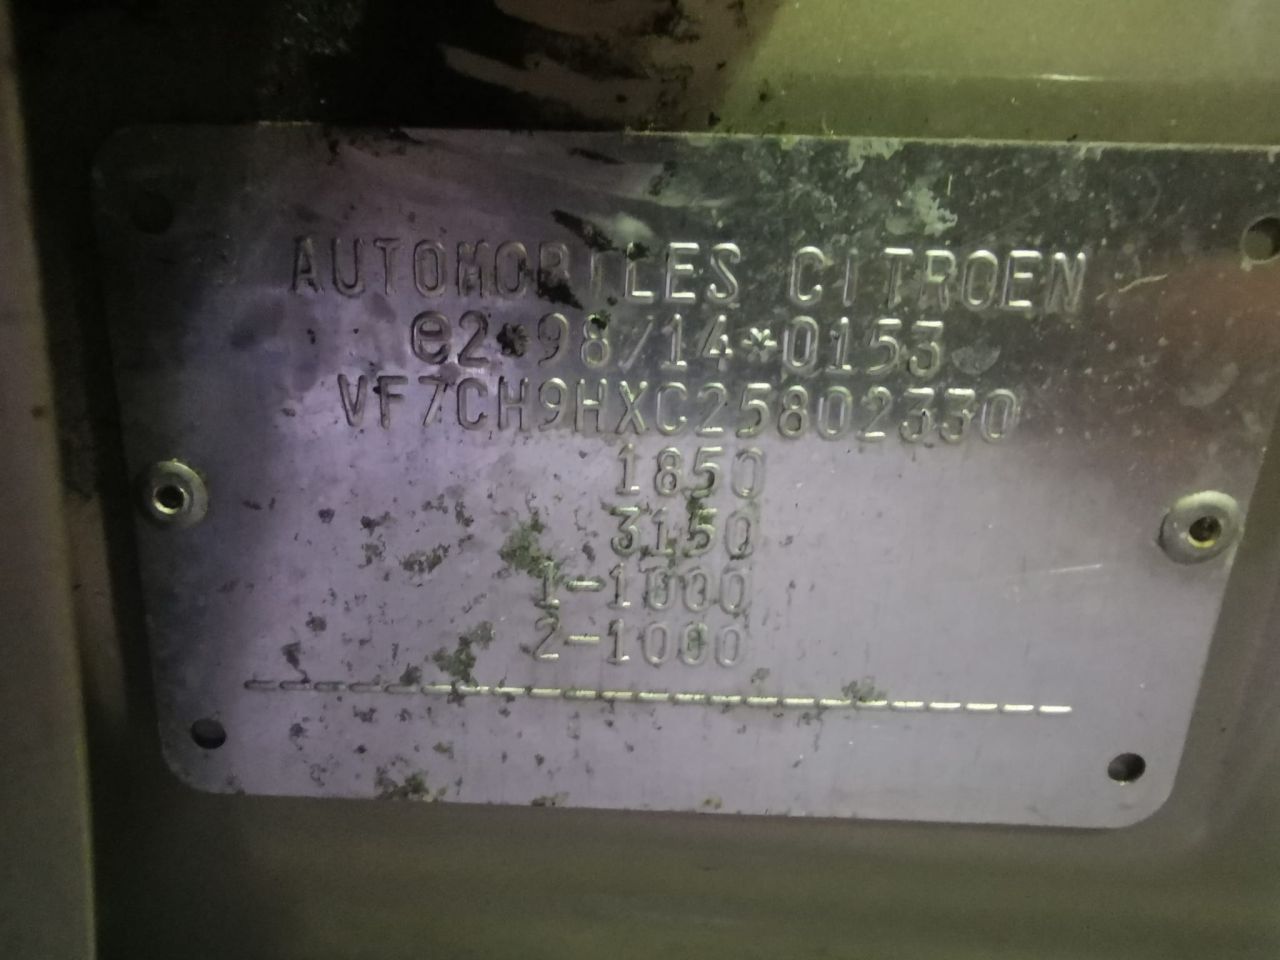 AUTOMOBILES CITROEN
e2*98/14*0153
VF7CH9HXC25802330
1850
3150
1-1000
2-1000